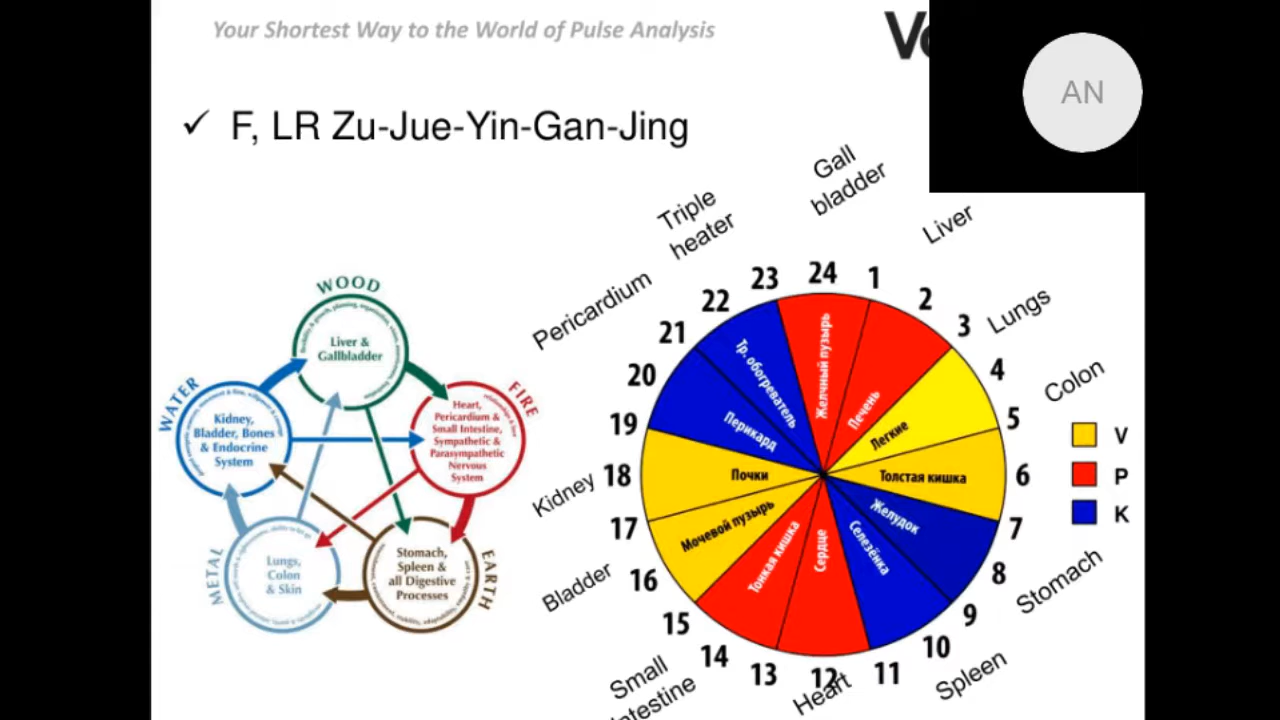 Your Shortest Way to the World of Pulse Analysis
AN
✓ F, LR Zu-Jue-Yin-Gan-Jing
WOOD
Liver &
Gallbladder
FIRE
Heart,
Pericardium &
Small Intestine,
Sympathetic &
Parasympathetic
Nervous
System
EARTH
Stomach,
Spleen &
all Digestive
Processes
METAL
Lungs,
Colon
& Skin
WATER
Kidney,
Bladder, Bones
& Endocrine
System
Gall
bladder
Liver
Lungs
Colon
Stomach
Spleen
Heart
Small
Intestine
Bladder
Kidney
Pericardium
Triple
heater
24
1
2
3
4
5
6
7
8
9
10
11
12
13
14
15
16
17
18
19
20
21
22
23
Желчный пузырь
Печень
Легкие
Толстая кишка
Желудок
Селезёнка
Сердце
Тонкая кишка
Мочевой пузырь
Почки
Перикард
Тр. обогреватель
V
P
K